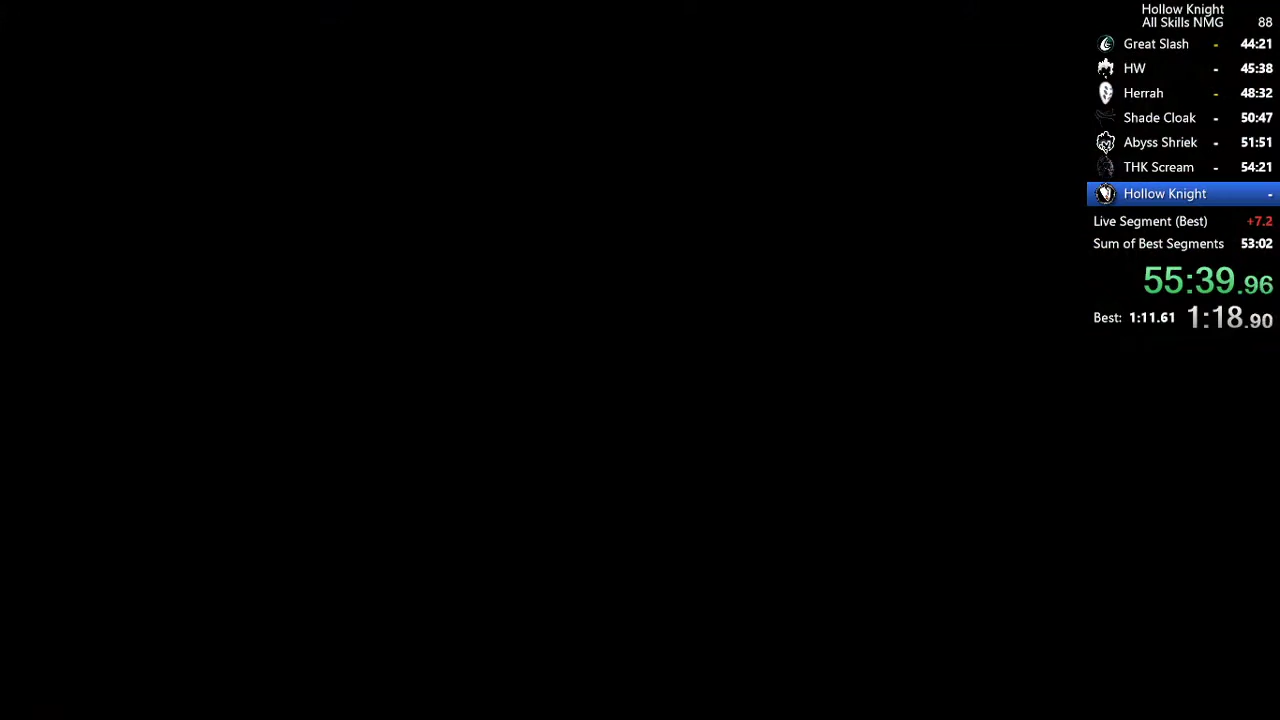 Hollow Knight
All Skills NMG 88
Great Slash - 44:21
HW - 45:38
Herrah - 48:32
Shade Cloak - 50:47
Abyss Shriek - 51:51
THK Scream - 54:21
Hollow Knight -
Live Segment (Best) +7.2
Sum of Best Segments 53:02
55:39.96
Best: 1:11.61 1:18.90